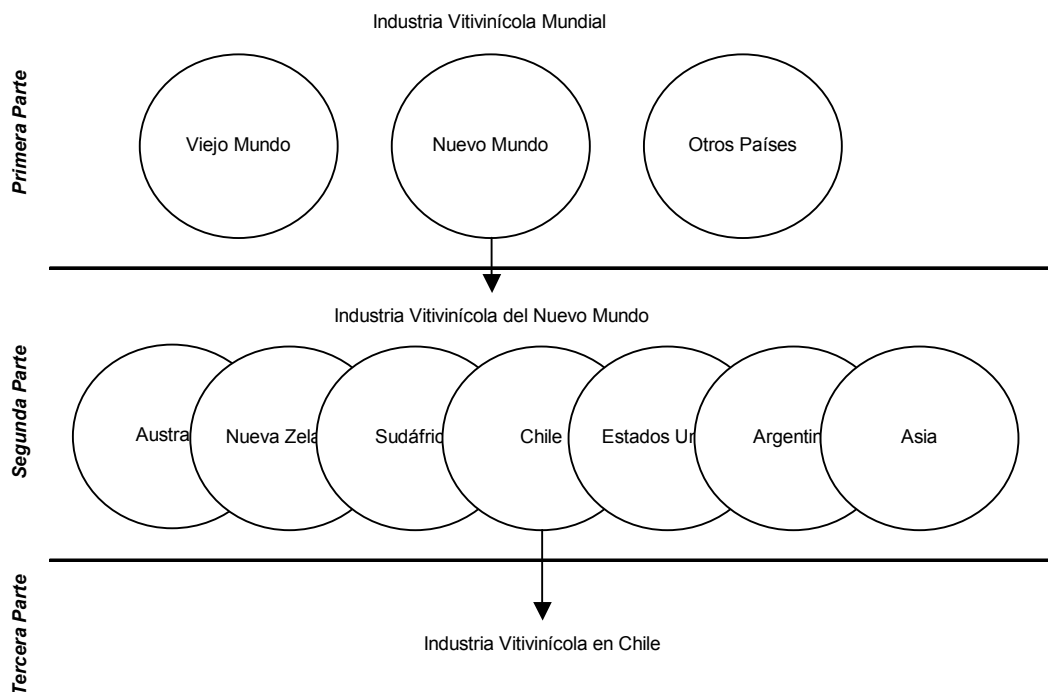 Industria Vitivinícola Mundial
Primera Parte
Viejo Mundo
Nuevo Mundo
Otros Países
Industria Vitivinícola del Nuevo Mundo
Segunda Parte
Austra
Nueva Zela
Sudáfric
Chile
Estados Un
Argentin
Asia
Tercera Parte
Industria Vitivinícola en Chile